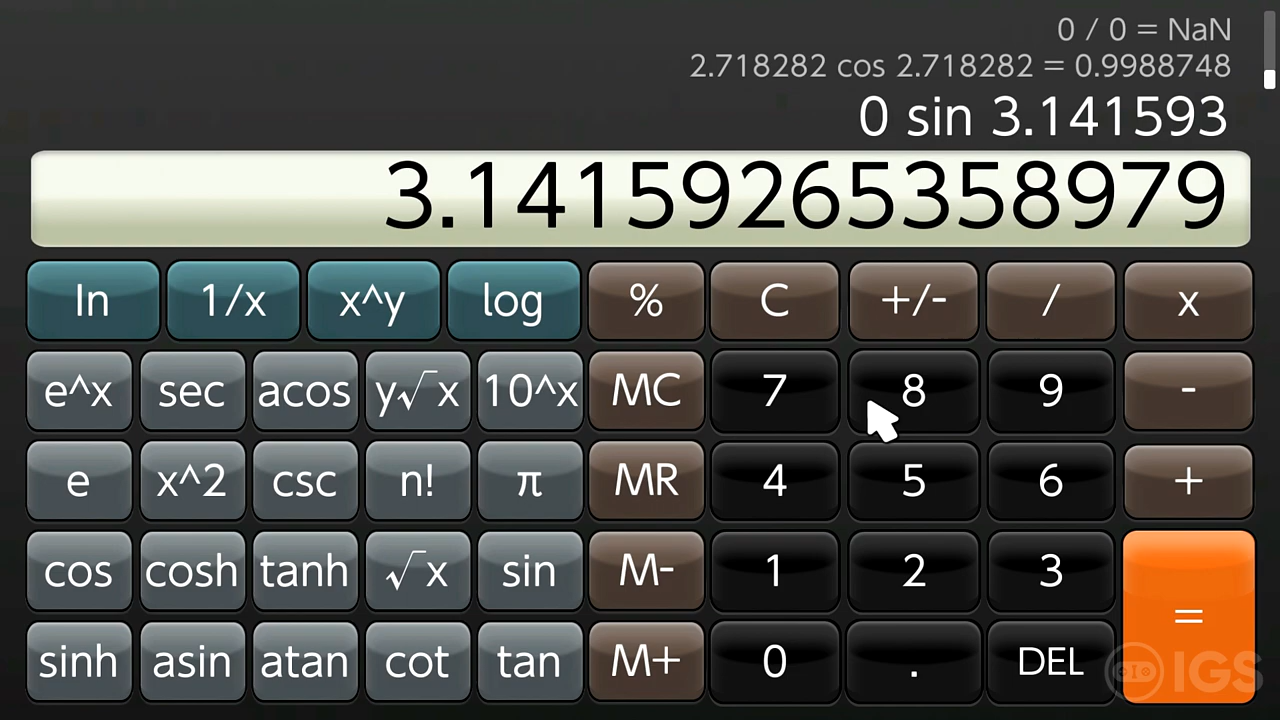 0 / 0 = NaN
2.718282 cos 2.718282 = 0.9988748
0 sin 3.141593
3.14159265358979
ln 1/x x^y log % C +/- / x
e^x sec acos y√x 10^x MC 7 8 9 -
e x^2 csc n! π MR 4 5 6 +
cos cosh tanh √x sin M- 1 2 3 =
sinh asin atan cot tan M+ 0 . DEL
IGS